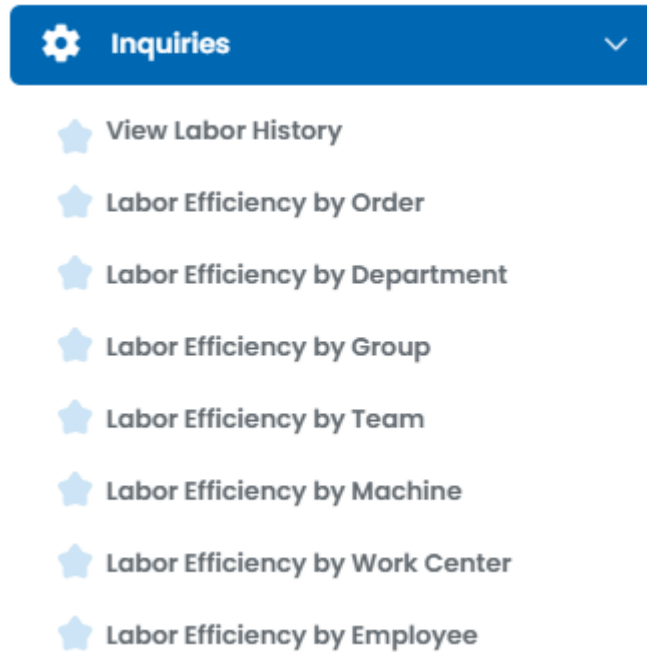 Inquiries
View Labor History
Labor Efficiency by Order
Labor Efficiency by Department
Labor Efficiency by Group
Labor Efficiency by Team
Labor Efficiency by Machine
Labor Efficiency by Work Center
Labor Efficiency by Employee